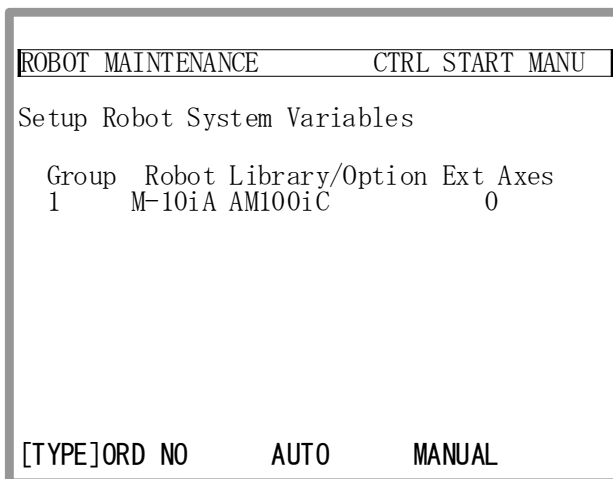 ROBOT MAINTENANCE CTRL START MANU
Setup Robot System Variables
Group Robot Library/Option Ext Axes
1 M-10iA AM100iC 0
[TYPE]ORD NO AUTO MANUAL